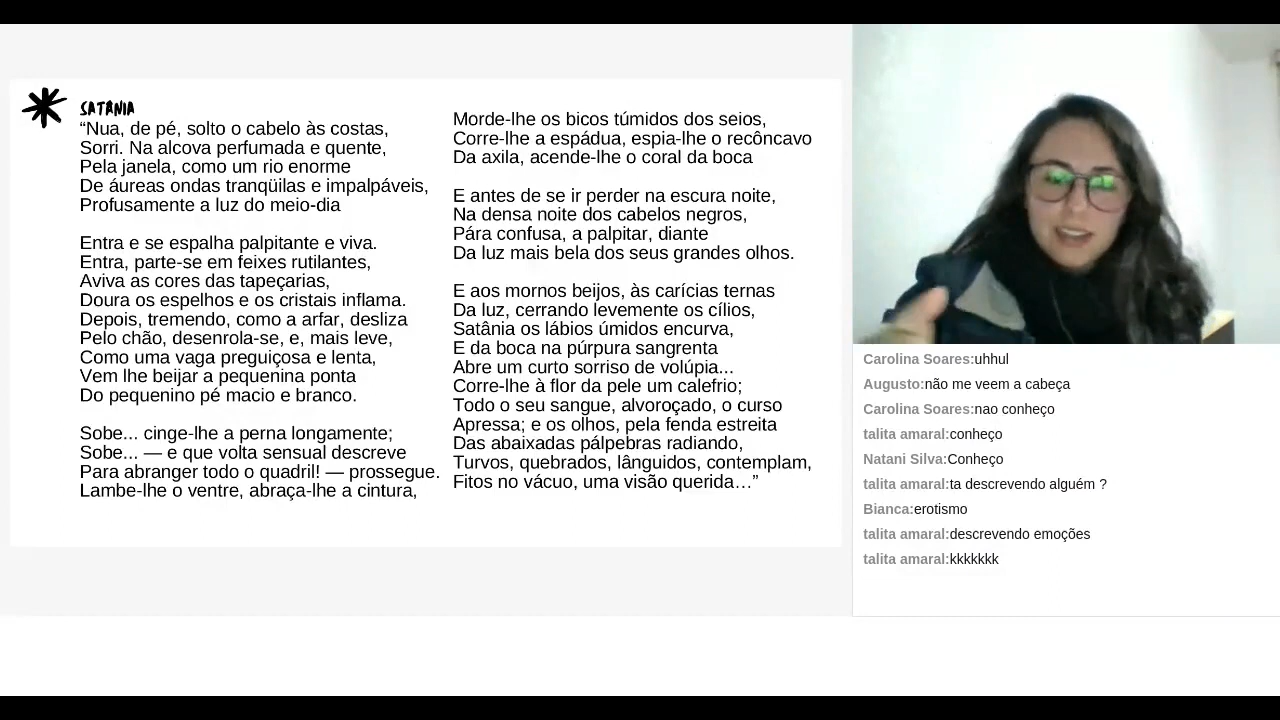 SATÂNIA
“Nua, de pé, solto o cabelo às costas,
Sorri. Na alcova perfumada e quente,
Pela janela, como um rio enorme
De áureas ondas tranqüilas e impalpáveis,
Profusamente a luz do meio-dia
Entra e se espalha palpitante e viva.
Entra, parte-se em feixes rutilantes,
Aviva as cores das tapeçarias,
Doura os espelhos e os cristais inflama.
Depois, tremendo, como a arfar, desliza
Pelo chão, desenrola-se, e, mais leve,
Como uma vaga preguiçosa e lenta,
Vem lhe beijar a pequenina ponta
Do pequenino pé macio e branco.
Sobe... cinge-lhe a perna longamente;
Sobe... — e que volta sensual descreve
Para abranger todo o quadril! — prossegue.
Lambe-lhe o ventre, abraça-lhe a cintura,
Morde-lhe os bicos túmidos dos seios,
Corre-lhe a espádua, espia-lhe o recôncavo
Da axila, acende-lhe o coral da boca
E antes de se ir perder na escura noite,
Na densa noite dos cabelos negros,
Pára confusa, a palpitar, diante
Da luz mais bela dos seus grandes olhos.
E aos mornos beijos, às carícias ternas
Da luz, cerrando levemente os cílios,
Satânia os lábios úmidos encurva,
E da boca na púrpura sangrenta
Abre um curto sorriso de volúpia...
Corre-lhe à flor da pele um calefrio;
Todo o seu sangue, alvoroçado, o curso
Apressa; e os olhos, pela fenda estreita
Das abaixadas pálpebras radiando,
Turvos, quebrados, lânguidos, contemplam,
Fitos no vácuo, uma visão querida…”
Carolina Soares:uhhul
Augusto:não me veem a cabeça
Carolina Soares:nao conheço
talita amaral:conheço
Natani Silva:Conheço
talita amaral:ta descrevendo alguém ?
Bianca:erotismo
talita amaral:descrevendo emoções
talita amaral:kkkkkkk